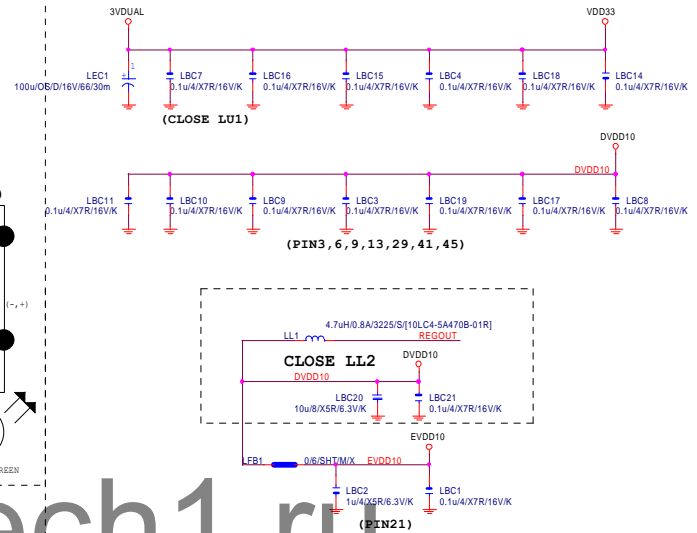 3VDUAL
VDD33
LEC1
100u/OS/D/16V/66/30m
1
LBC7
0.1u/4/X7R/16V/K
LBC16
0.1u/4/X7R/16V/K
LBC15
0.1u/4/X7R/16V/K
LBC4
0.1u/4/X7R/16V/K
LBC18
0.1u/4/X7R/16V/K
LBC14
0.1u/4/X7R/16V/K
(CLOSE LU1)
DVDD10
DVDD10
LBC11
0.1u/4/X7R/16V/K
LBC10
0.1u/4/X7R/16V/K
LBC9
0.1u/4/X7R/16V/K
LBC3
0.1u/4/X7R/16V/K
LBC19
0.1u/4/X7R/16V/K
LBC17
0.1u/4/X7R/16V/K
LBC8
0.1u/4/X7R/16V/K
(PIN3,6,9,13,29,41,45)
(-,+)
4.7uH/0.8A/3225/S/[10LC4-5A470B-01R]
LL1
REGOUT
CLOSE LL2
DVDD10
DVDD10
LBC20
10u/8/X5R/6.3V/K
LBC21
0.1u/4/X7R/16V/K
EVDD10
LFB1
0/6/SHT/M/X
EVDD10
LBC2
1u/4/X5R/6.3V/K
LBC1
0.1u/4/X7R/16V/K
(PIN21)
REEN
ech1.ru